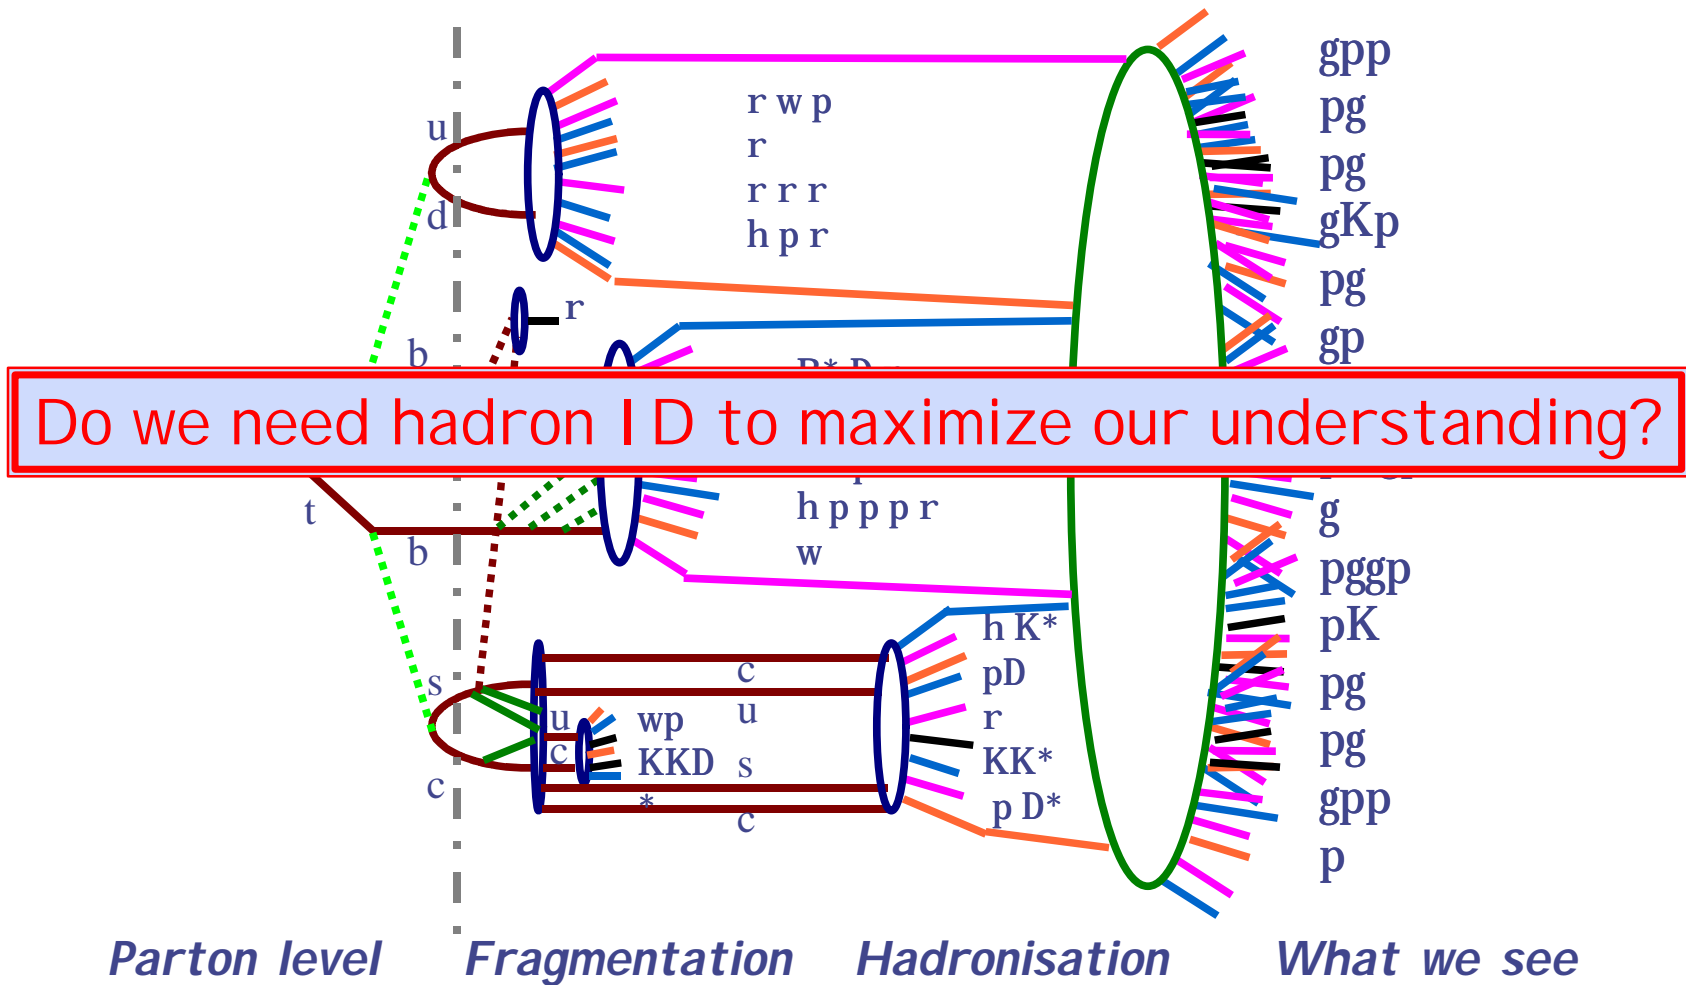 gpp
r w p
pg
u
r
pg
r r r
d
gKp
h p r
pg
r
gp
b
Do we need hadron ID to maximize our understanding?
t
h p p p r
g
b
w
pggp
h K*
pK
c
pD
s
pg
u
wp
u
r
c
KKD
s
KK*
pg
c
*
c
p D*
gpp
p
Parton level
Fragmentation
Hadronisation
What we see